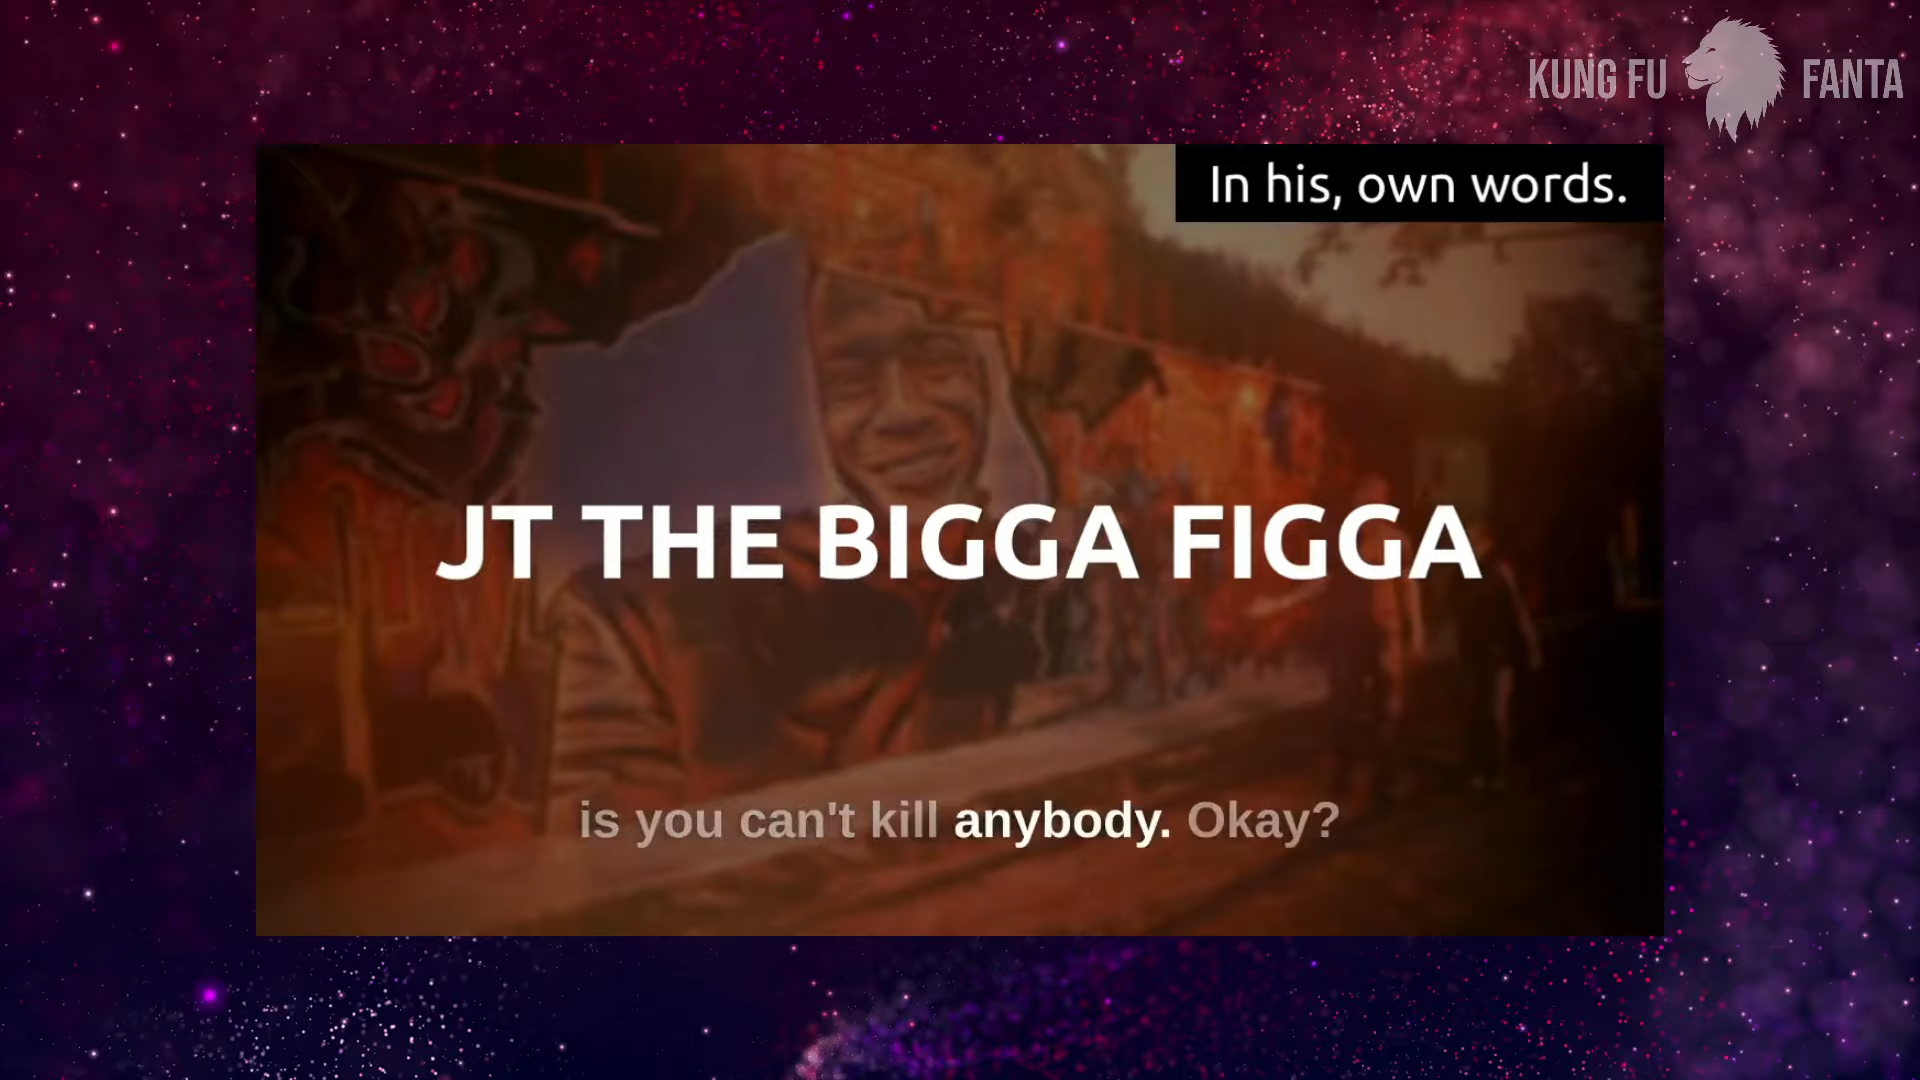 KUNG FU FANTA
In his, own words.
JT THE BIGGA FIGGA
is you can't kill anybody. Okay?